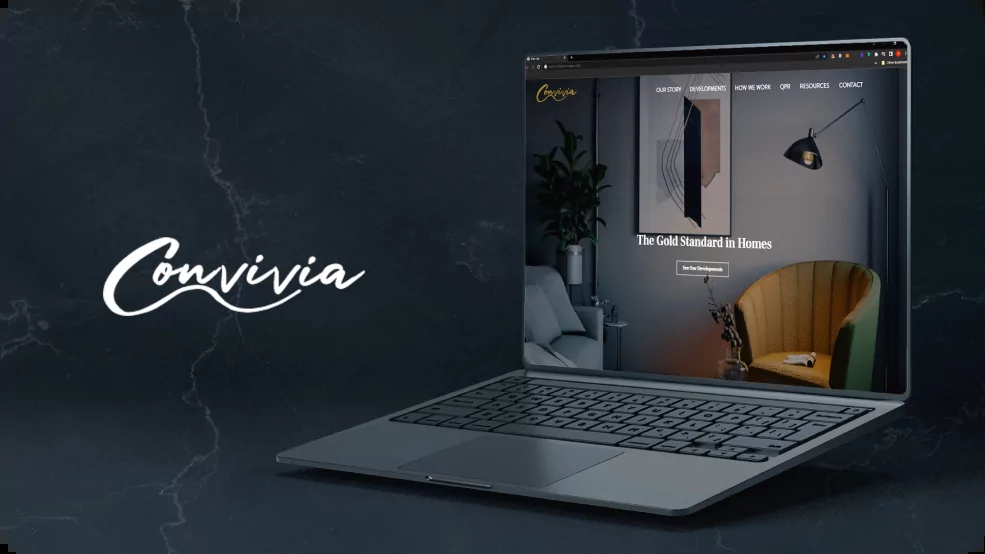 Convivia
Convivia
OUR STORY DEVELOPMENTS HOW WE WORK QPR RESOURCES CONTACT
The Gold Standard in Homes
See Our Developments